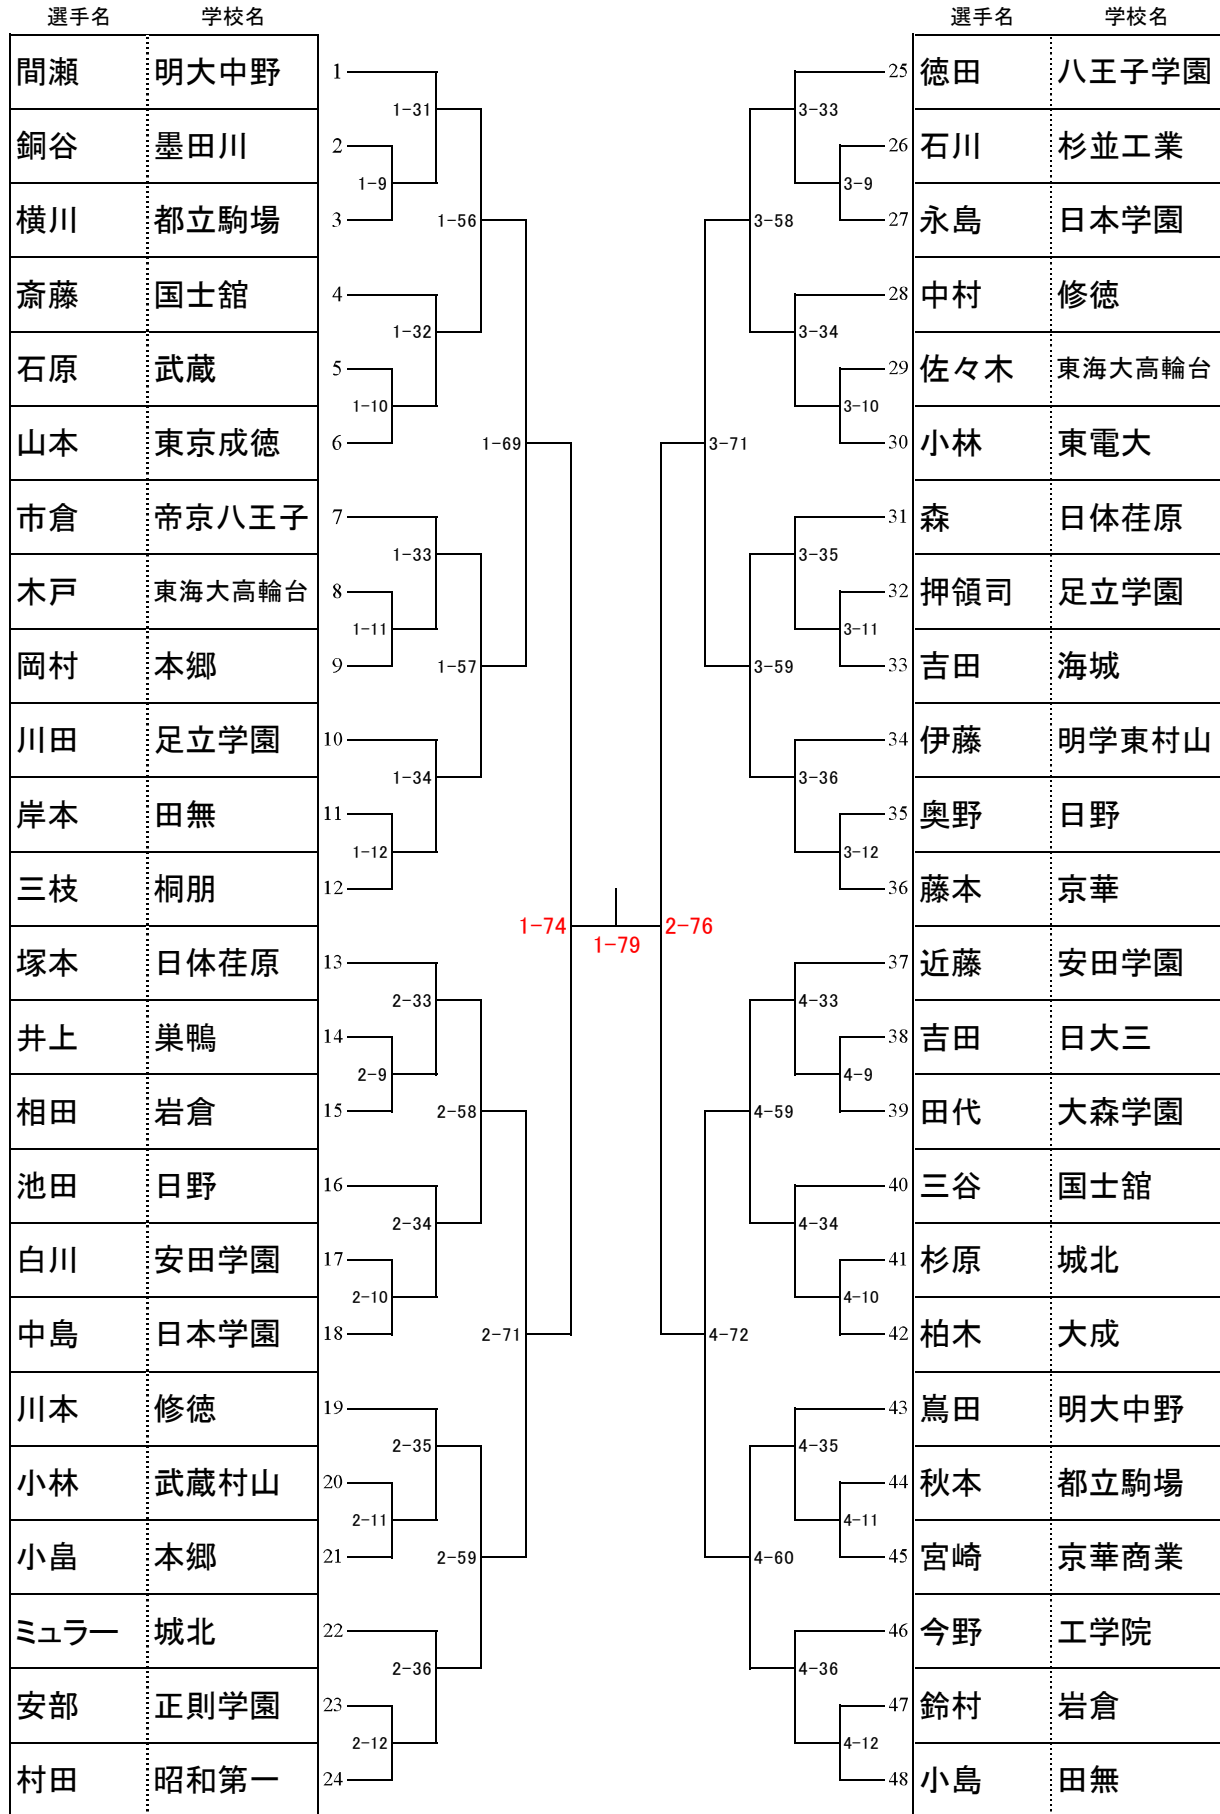 選手名 学校名
間瀬 明大中野 1
1-31
銅谷 墨田川 2
1-9
横川 都立駒場 3
1-56
斎藤 国士舘 4
1-32
石原 武蔵 5
1-10
山本 東京成徳 6
1-69
市倉 帝京八王子 7
1-33
木戸 東海大高輪台 8
1-11
岡村 本郷 9
1-57
川田 足立学園 10
1-34
岸本 田無 11
1-12
三枝 桐朋 12
1-74
塚本 日体荏原 13
2-33
井上 巣鴨 14
2-9
相田 岩倉 15
2-58
池田 日野 16
2-34
白川 安田学園 17
2-10
中島 日本学園 18
2-71
川本 修徳 19
2-35
小林 武蔵村山 20
2-11
小畠 本郷 21
2-59
ミュラー 城北 22
2-36
安部 正則学園 23
2-12
村田 昭和第一 24
1-79
選手名 学校名
25 徳田 八王子学園
3-33
26 石川 杉並工業
3-9
27 永島 日本学園
3-58
28 中村 修徳
3-34
29 佐々木 東海大高輪台
3-10
30 小林 東電大
3-71
31 森 日体荏原
3-35
32 押領司 足立学園
3-11
33 吉田 海城
3-59
34 伊藤 明学東村山
3-36
35 奥野 日野
3-12
36 藤本 京華
2-76
37 近藤 安田学園
4-33
38 吉田 日大三
4-9
39 田代 大森学園
4-59
40 三谷 国士舘
4-34
41 杉原 城北
4-10
42 柏木 大成
4-72
43 嶌田 明大中野
4-35
44 秋本 都立駒場
4-11
45 宮崎 京華商業
4-60
46 今野 工学院
4-36
47 鈴村 岩倉
4-12
48 小島 田無